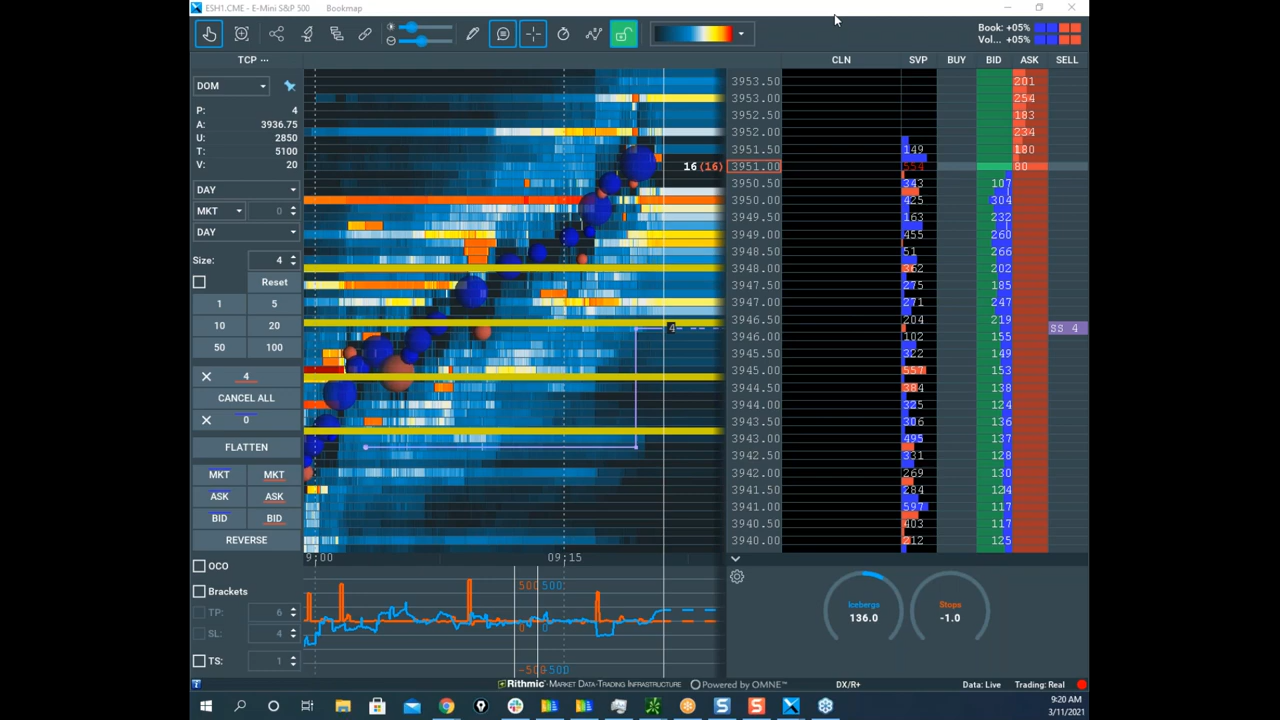 ESH1.CME - E-Mini S&P 500 Bookmap
Book: +05%
Vol... +05%
TCP ···
CLN SVP BUY BID ASK SELL
DOM
P: 4
A: 3936.75
U: 2850
T: 5100
V: 20
DAY
MKT 0
DAY
Size: 4
Reset
1 5
10 20
50 100
4
CANCEL ALL
0
FLATTEN
MKT MKT
ASK ASK
BID BID
REVERSE
OCO
Brackets
TP: 6
SL: 4
TS: 1
3953.50 201
3953.00 254
3952.50 183
3952.00 234
3951.50 149 180
16 (16) 3951.00 554 80
3950.50 343 107
3950.00 425 304
3949.50 163 232
3949.00 455 260
3948.50 51 266
3948.00 362 202
3947.50 275 185
3947.00 271 247
3946.50 204 219
4 SS 4
3946.00 102 155
3945.50 322 149
3945.00 557 153
3944.50 384 138
3944.00 325 124
3943.50 306 136
3943.00 495 137
3942.50 331 128
3942.00 269 130
3941.50 284 124
3941.00 597 117
3940.50 403 117
3940.00 212 125
9:00 09:15
500 500
0 0
-500 -500
Icebergs
136.0
Stops
-1.0
Rithmic® - Market Data-Trading Infrastructure Powered by OMNE™ DX/R+ Data: Live Trading: Real
9:20 AM
3/11/2021